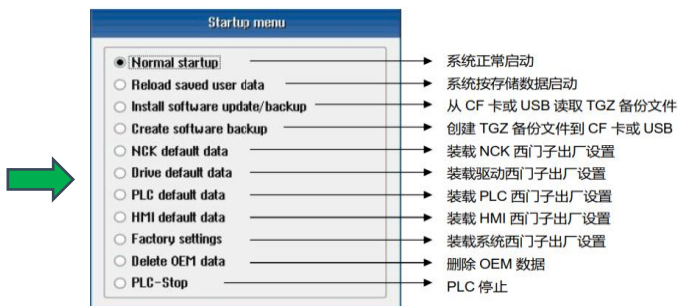 Startup menu
Normal startup 系统正常启动
Reload saved user data 系统按存储数据启动
Install software update/backup 从 CF 卡或 USB 读取 TGZ 备份文件
Create software backup 创建 TGZ 备份文件到 CF 卡或 USB
NCK default data 装载 NCK 西门子出厂设置
Drive default data 装载驱动西门子出厂设置
PLC default data 装载 PLC 西门子出厂设置
HMI default data 装载 HMI 西门子出厂设置
Factory settings 装载系统西门子出厂设置
Delete OEM data 删除 OEM 数据
PLC-Stop PLC 停止